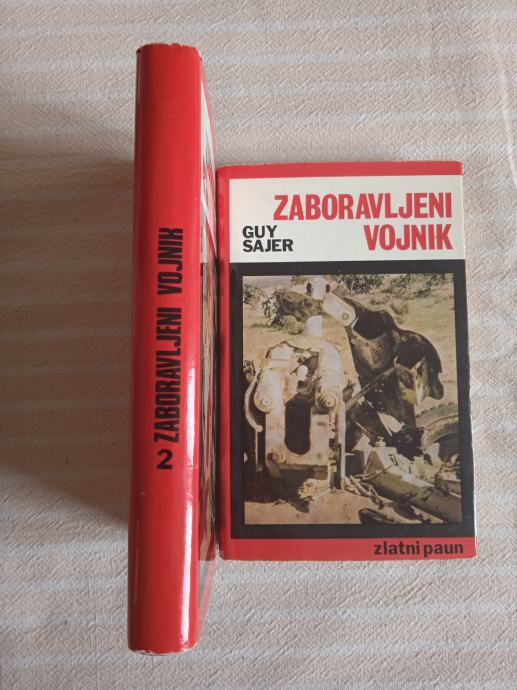 2 ZABORAVLJENI VOJNIK
ZABORAVLJENI
VOJNIK
GUY
SAJER
zlatni paun